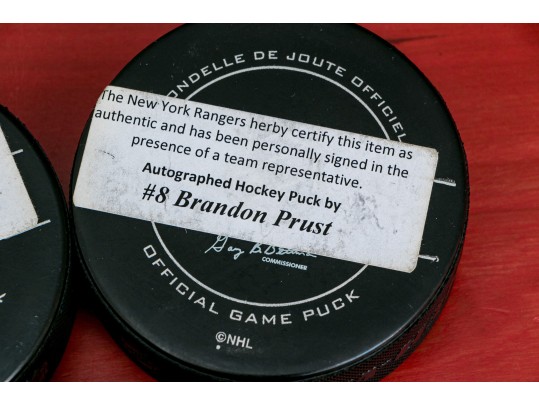 RONDELLE DE JOUTE OFFICIEL
The New York Rangers herby certify this item as
authentic and has been personally signed in the
presence of a team representative.
Autographed Hockey Puck by
#8 Brandon Prust
COMMISSIONER
OFFICIAL GAME PUCK
©NHL